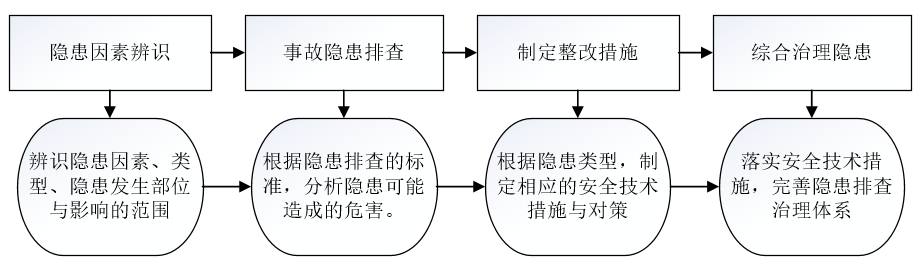 隐患因素辨识
事故隐患排查
制定整改措施
综合治理隐患
辨识隐患因素、类
型、隐患发生部位
与影响的范围
根据隐患排查的标
准，分析隐患可能
造成的危害。
根据隐患类型，制
定相应的安全技术
措施与对策
落实安全技术措
施，完善隐患排查
治理体系